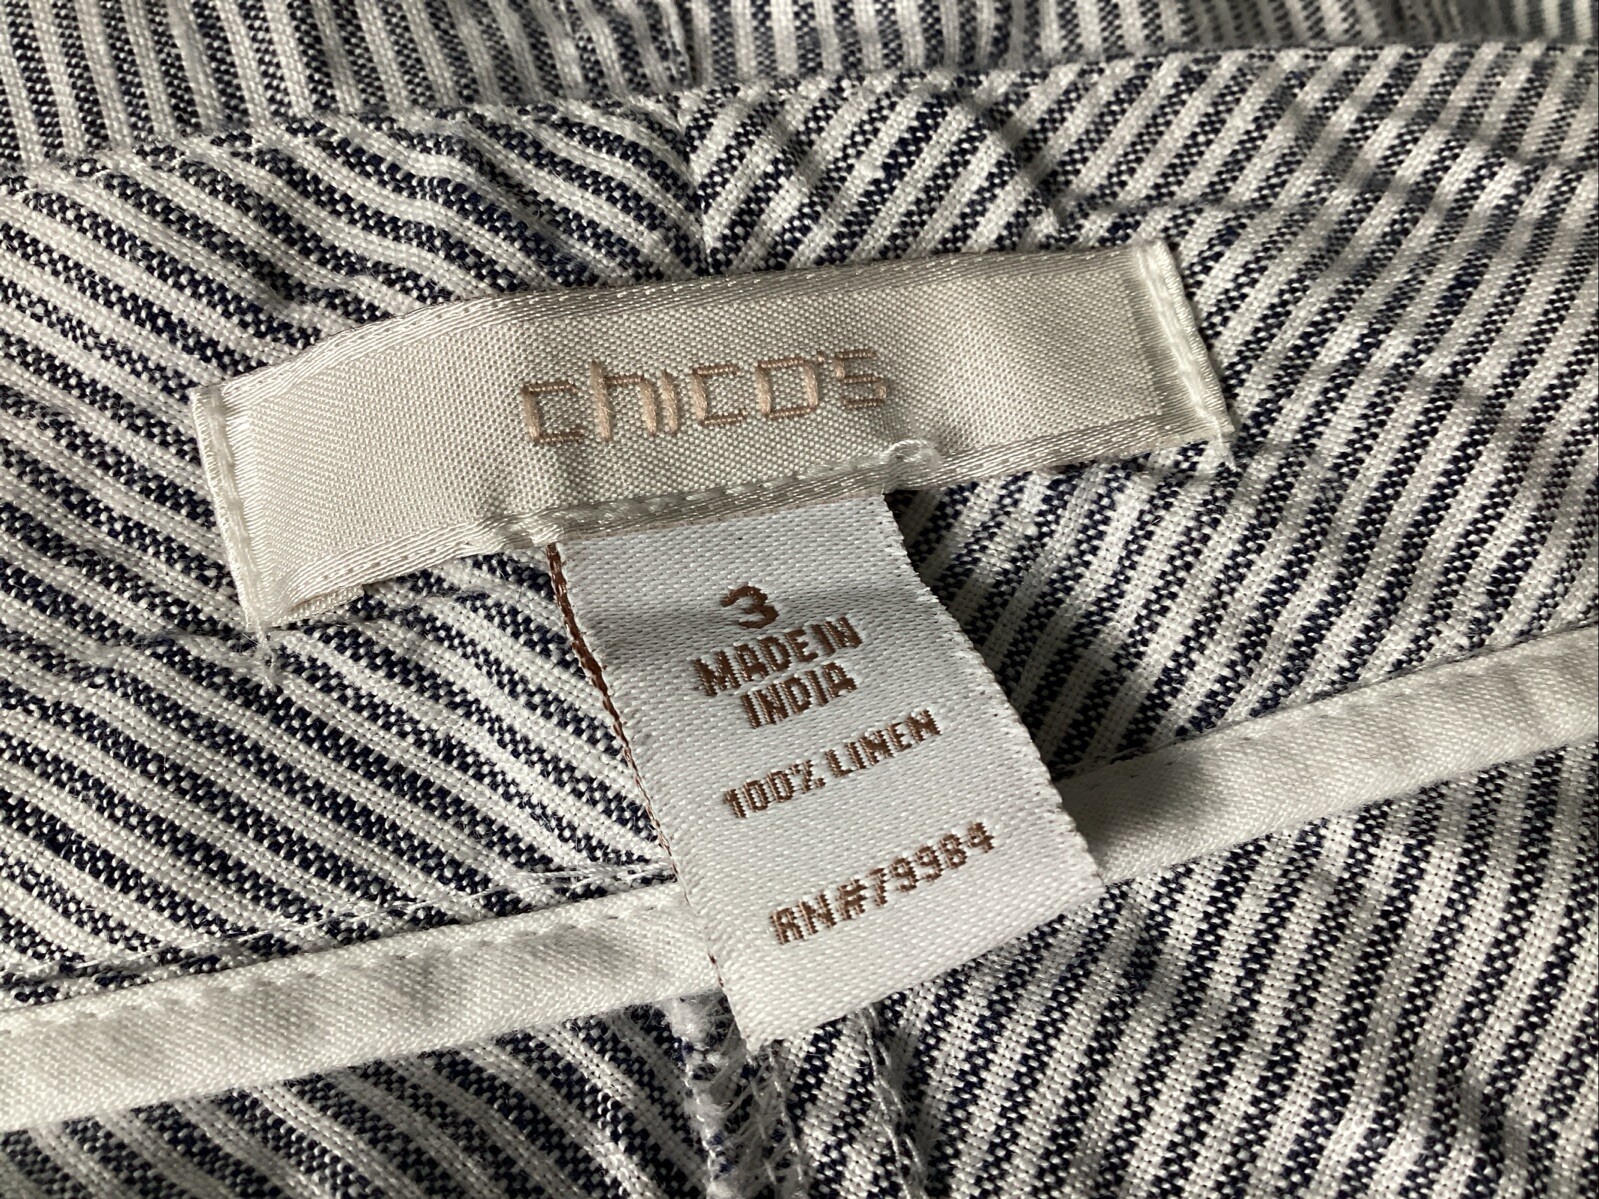 chico's
3
MADE IN
INDIA
100% LINEN
RN#79984